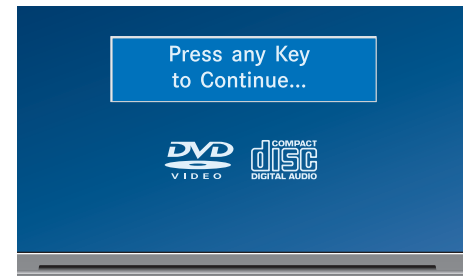 Press any Key
to Continue...
DVD
VIDEO
COMPACT
disc
DIGITAL AUDIO